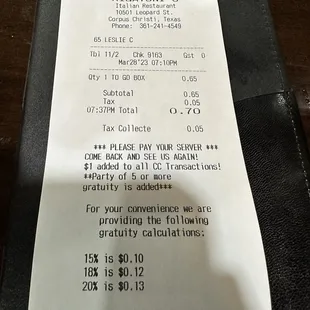 Italian Restaurant
10501 Leopard St.
Corpus Christi, Texas
Phone: 361-241-4549
65 LESLIE C
Tbl 11/2 Chk 9163 Gst 0
Mar28'23 07:10PM
Qty 1 TO GO BOX 0.65
Subtotal 0.65
Tax 0.05
07:37PM Total 0.70
Tax Collecte 0.05
*** PLEASE PAY YOUR SERVER ***
COME BACK AND SEE US AGAIN!
$1 added to all CC Transactions!
**Party of 5 or more
gratuity is added***
For your convenience we are
providing the following
gratuity calculations:
15% is $0.10
18% is $0.12
20% is $0.13